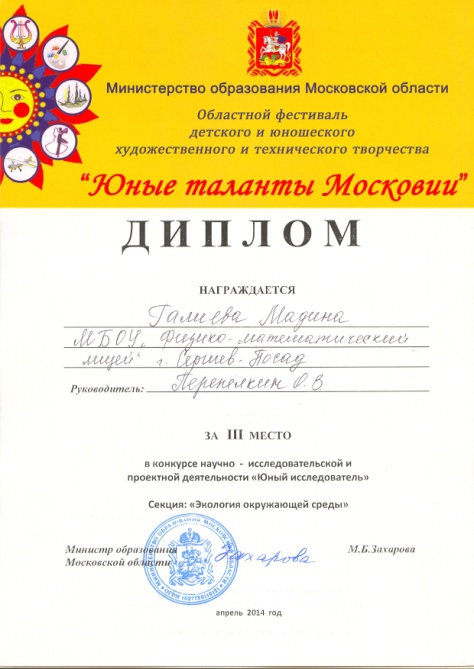 Министерство образования Московской области
Областной фестиваль
детского и юношеского
художественного и технического творчества
“Юные таланты Московии”
ДИПЛОМ
НАГРАЖДАЕТСЯ
Галиева Мадина
МБОУ „Физико-математический
лицей" г. Сергиев-Посад
Руководитель: Перепелкин О.В
ЗА III МЕСТО
в конкурсе научно - исследовательской и
проектной деятельности «Юный исследователь»
Секция: «Экология окружающей среды»
Министр образования
Московской области
Захарова
М.Б.Захарова
апрель 2014 год